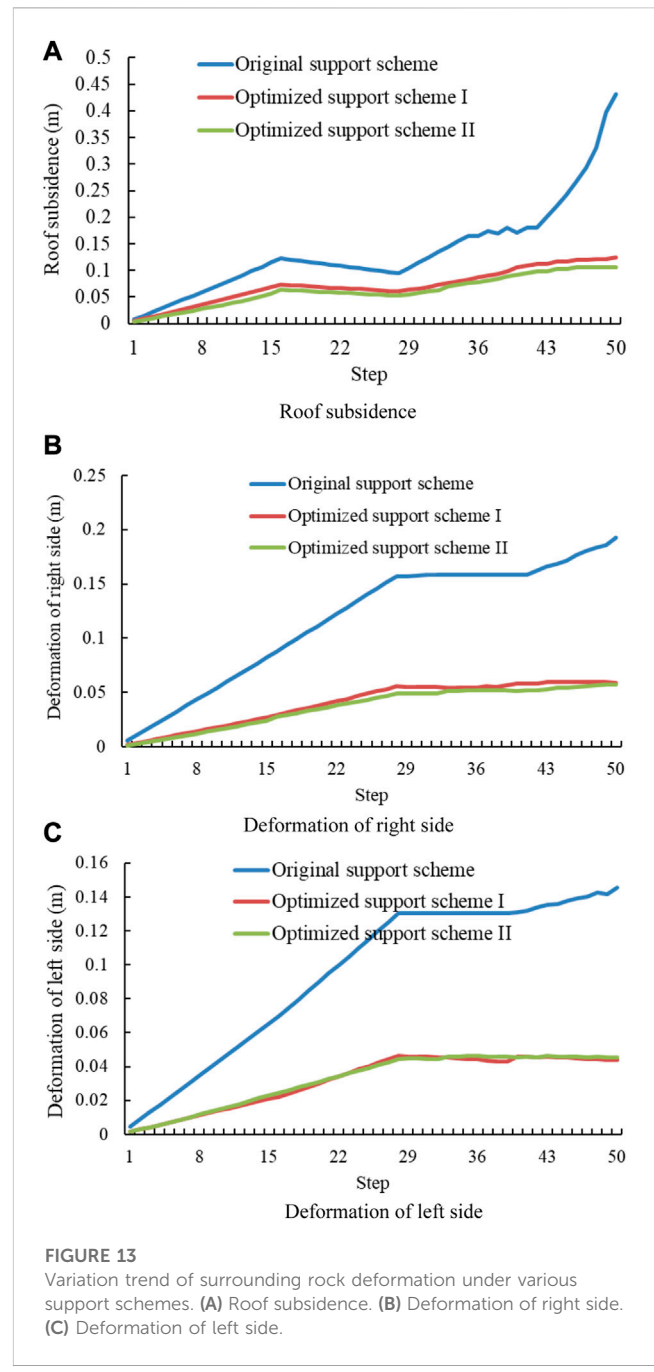 A
0.5
Original support scheme
0.45
0.4
Optimized support scheme I
0.35
Optimized support scheme II
0.3
0.25
0.2
0.15
0.1
0.05
0
Roof subsidence (m)
1 8 15 22 29 36 43 50
Step
Roof subsidence
B
0.25
Original support scheme
0.2
Optimized support scheme I
Optimized support scheme II
0.15
0.1
0.05
0
Deformation of right side (m)
1 8 15 22 29 36 43 50
Step
Deformation of right side
C
0.16
Original support scheme
0.14
Optimized support scheme I
0.12
Optimized support scheme II
0.1
0.08
0.06
0.04
0.02
0
Deformation of left side (m)
1 8 15 22 29 36 43 50
Step
Deformation of left side
FIGURE 13
Variation trend of surrounding rock deformation under various
support schemes. (A) Roof subsidence. (B) Deformation of right side.
(C) Deformation of left side.